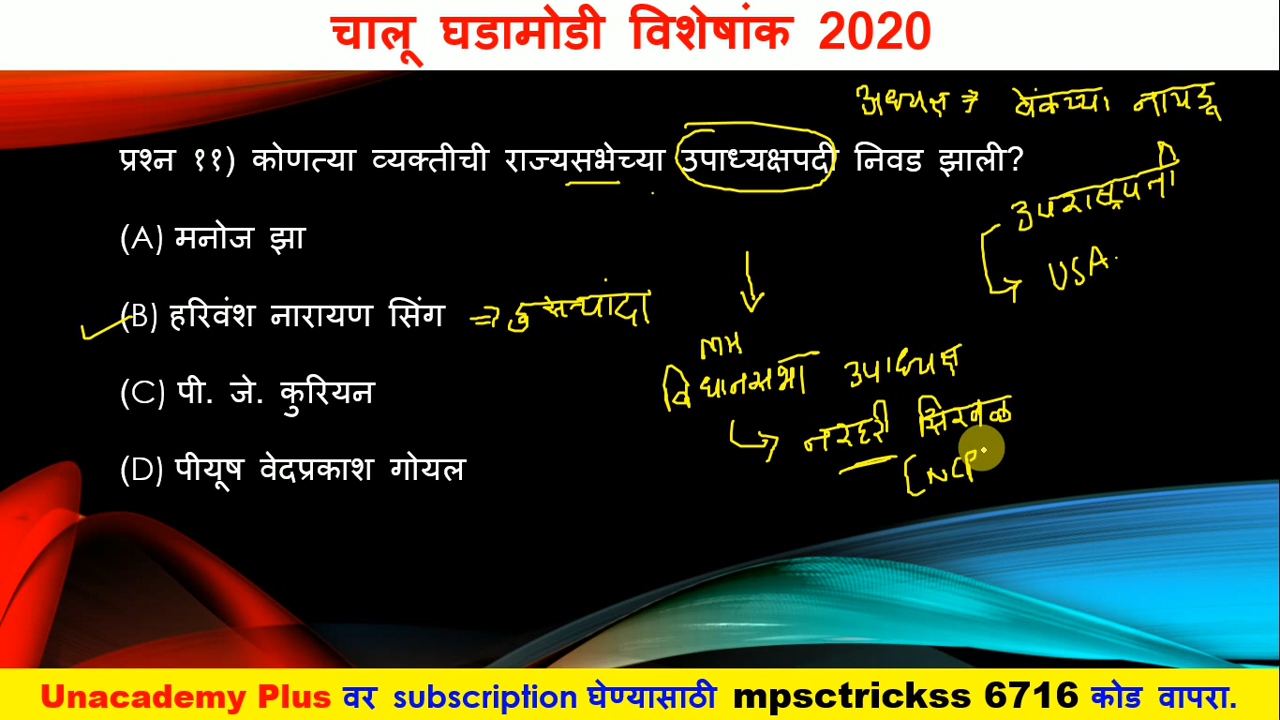 चालू घडामोडी विशेषांक 2020
अध्यक्ष ⇒ वेंकय्या नायडू
प्रश्न ११) कोणत्या व्यक्तीची राज्यसभेच्या उपाध्यक्षपदी निवड झाली?
उपराष्ट्रपती
(A) मनोज झा
USA.
(B) हरिवंश नारायण सिंग ⇒ दुसऱ्यांदा
MH
विधानसभा उपाध्यक्ष
(C) पी. जे. कुरियन
नरहरी झिरवळ
(D) पीयूष वेदप्रकाश गोयल
[NCP
Unacademy Plus वर subscription घेण्यासाठी mpsctrickss 6716 कोड वापरा.